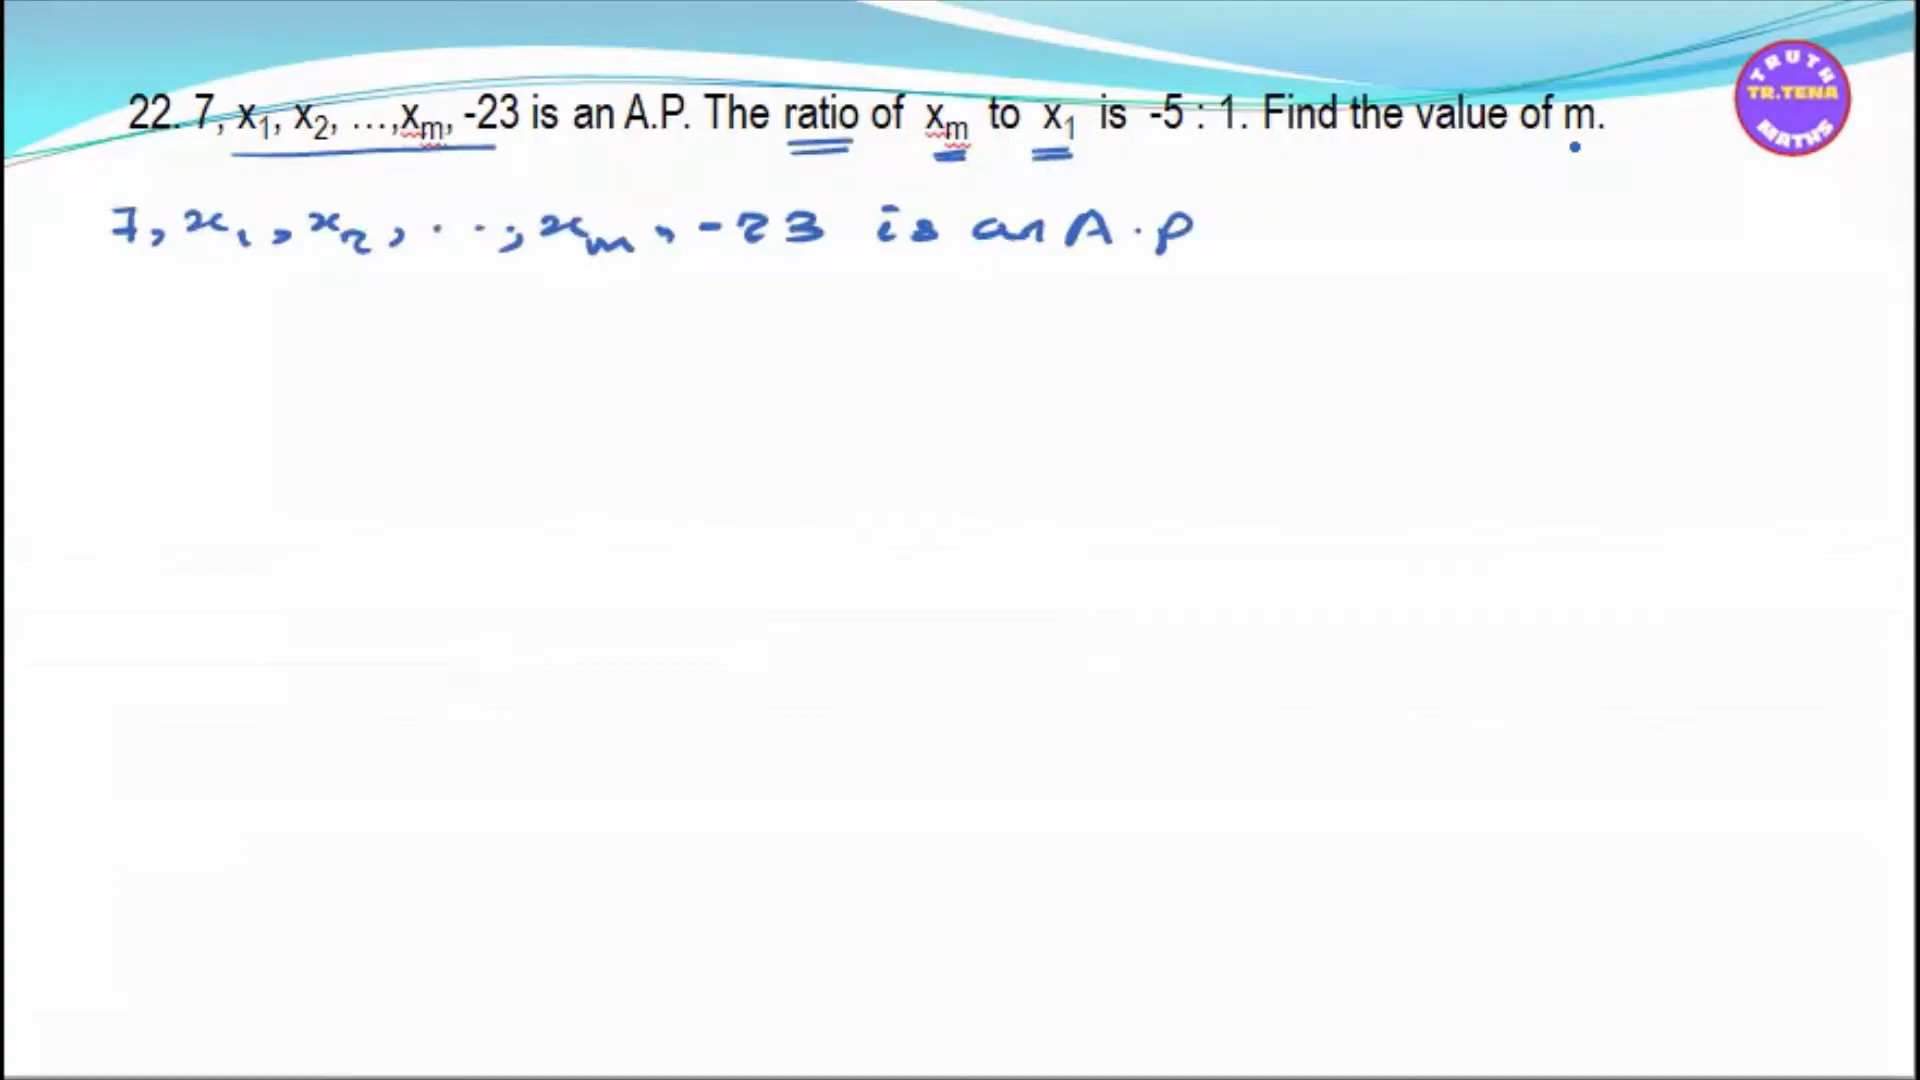 22. 7, x₁, x₂, ...,xₘ, -23 is an A.P. The ratio of xₘ to x₁ is -5 : 1. Find the value of m.
TRUTH
TR.TENA
MATHS
7, x₁, x₂, ..., xₘ, -23 is an A.P